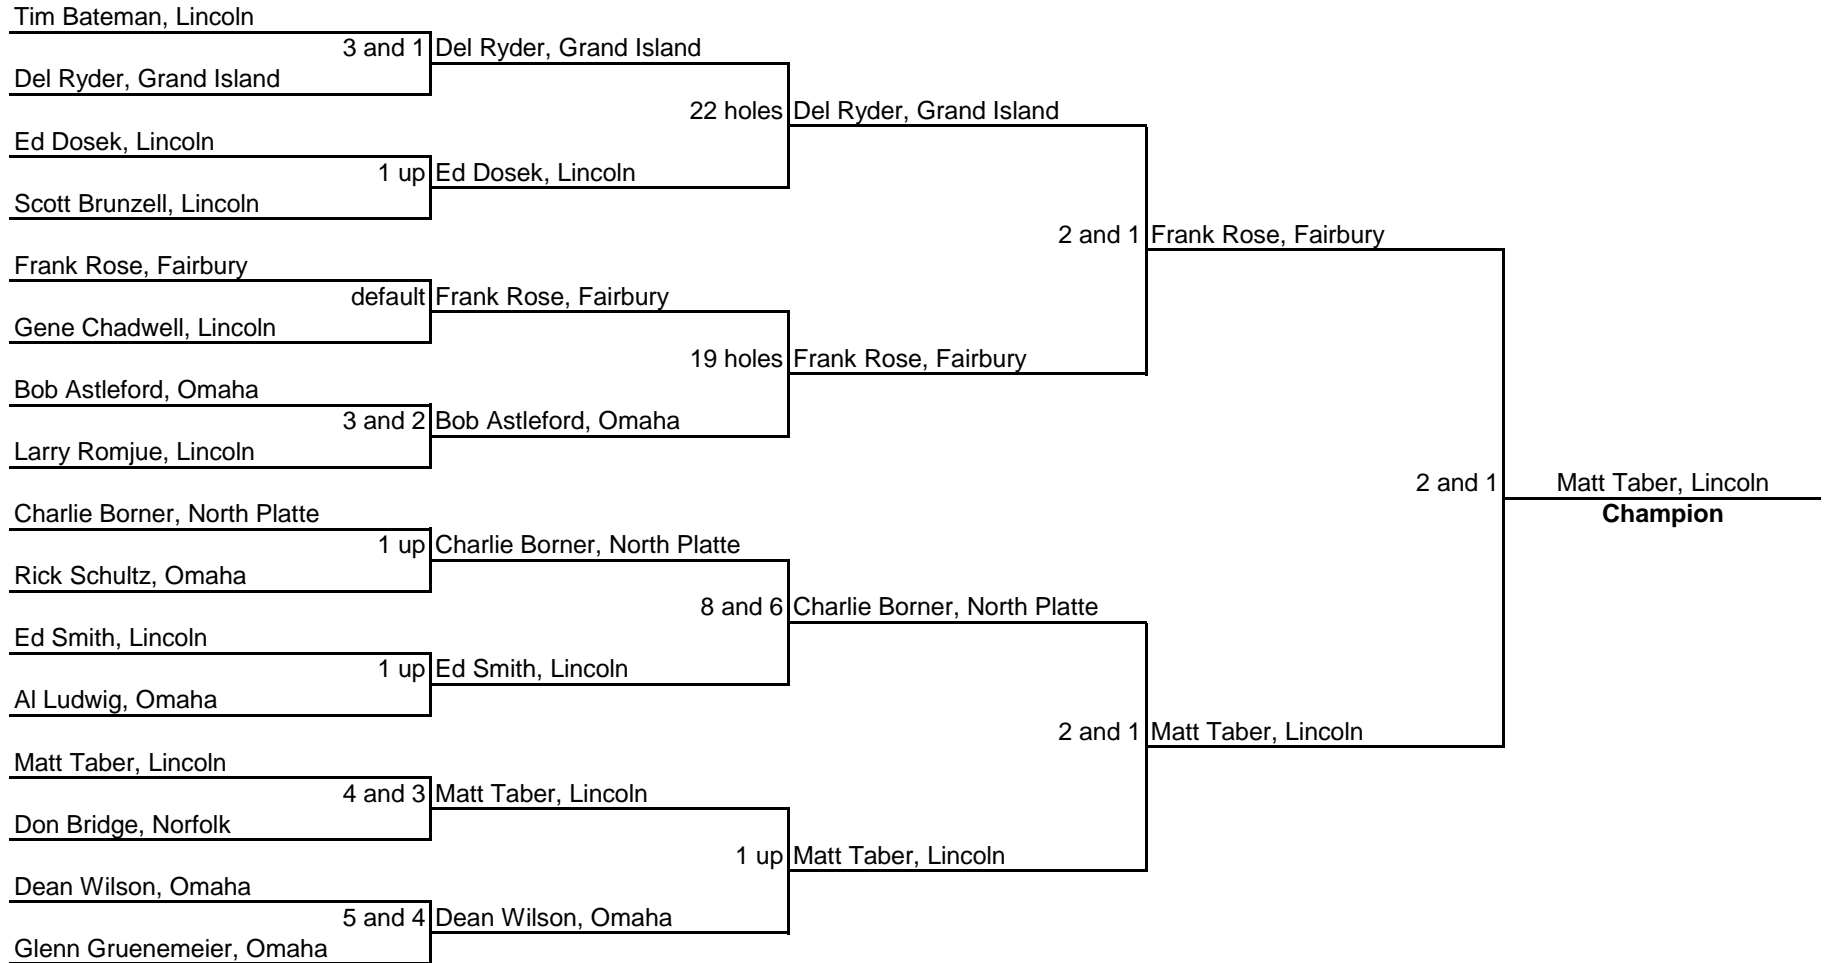 Tim Bateman, Lincoln
3 and 1 Del Ryder, Grand Island
Del Ryder, Grand Island
22 holes Del Ryder, Grand Island
Ed Dosek, Lincoln
1 up Ed Dosek, Lincoln
Scott Brunzell, Lincoln
2 and 1 Frank Rose, Fairbury
Frank Rose, Fairbury
default Frank Rose, Fairbury
Gene Chadwell, Lincoln
19 holes Frank Rose, Fairbury
Bob Astleford, Omaha
3 and 2 Bob Astleford, Omaha
Larry Romjue, Lincoln
2 and 1 Matt Taber, Lincoln
Charlie Borner, North Platte
Champion
1 up Charlie Borner, North Platte
Rick Schultz, Omaha
8 and 6 Charlie Borner, North Platte
Ed Smith, Lincoln
1 up Ed Smith, Lincoln
Al Ludwig, Omaha
2 and 1 Matt Taber, Lincoln
Matt Taber, Lincoln
4 and 3 Matt Taber, Lincoln
Don Bridge, Norfolk
1 up Matt Taber, Lincoln
Dean Wilson, Omaha
5 and 4 Dean Wilson, Omaha
Glenn Gruenemeier, Omaha